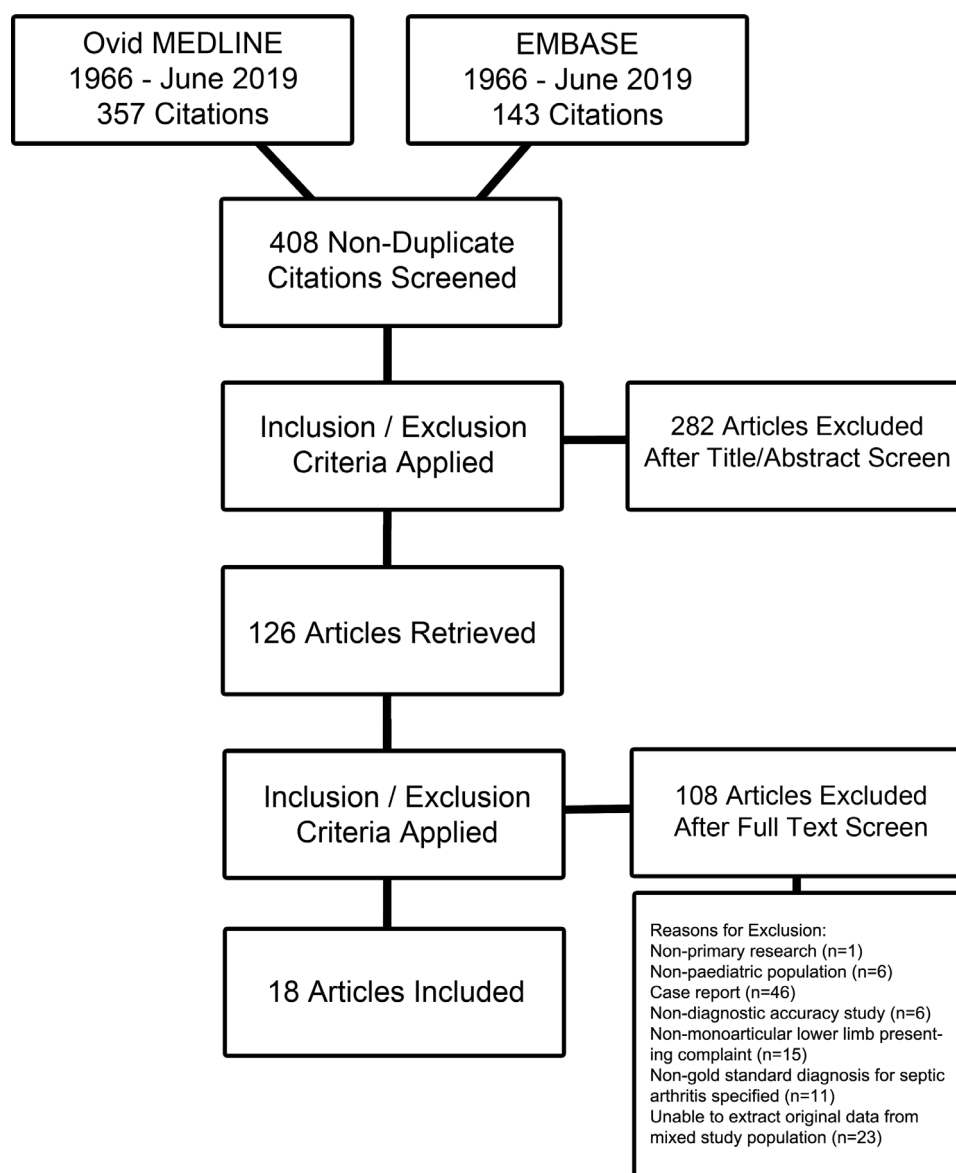 Ovid MEDLINE
1966 - June 2019
357 Citations
EMBASE
1966 - June 2019
143 Citations
408 Non-Duplicate
Citations Screened
Inclusion / Exclusion
Criteria Applied
282 Articles Excluded
After Title/Abstract Screen
126 Articles Retrieved
Inclusion / Exclusion
Criteria Applied
108 Articles Excluded
After Full Text Screen
Reasons for Exclusion:
Non-primary research (n=1)
Non-paediatric population (n=6)
Case report (n=46)
Non-diagnostic accuracy study (n=6)
Non-monoarticular lower limb present-
ing complaint (n=15)
Non-gold standard diagnosis for septic
arthritis specified (n=11)
Unable to extract original data from
mixed study population (n=23)
18 Articles Included